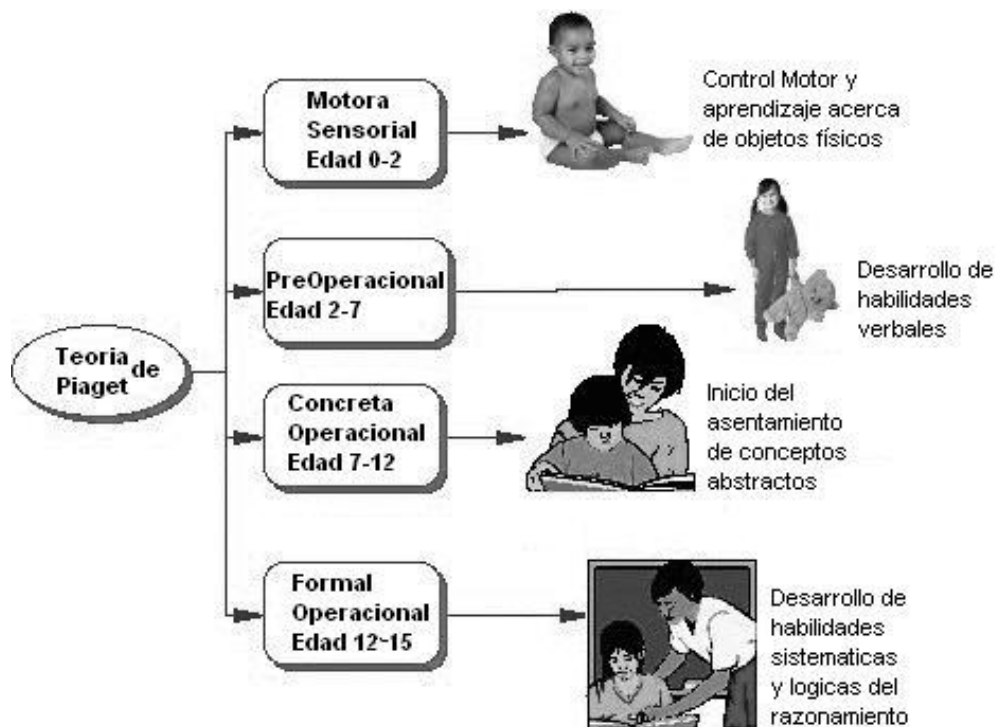 Motora
Sensorial
Edad 0-2
Control Motor y
aprendizaje acerca
de objetos físicos
PreOperacional
Edad 2-7
Desarrollo de
habilidades
verbales
Teoria de
Piaget
Concreta
Operacional
Edad 7-12
Inicio del
asentamiento
de conceptos
abstractos
Formal
Operacional
Edad 12~15
Desarrollo de
habilidades
sistematicas
y logicas del
razonamiento